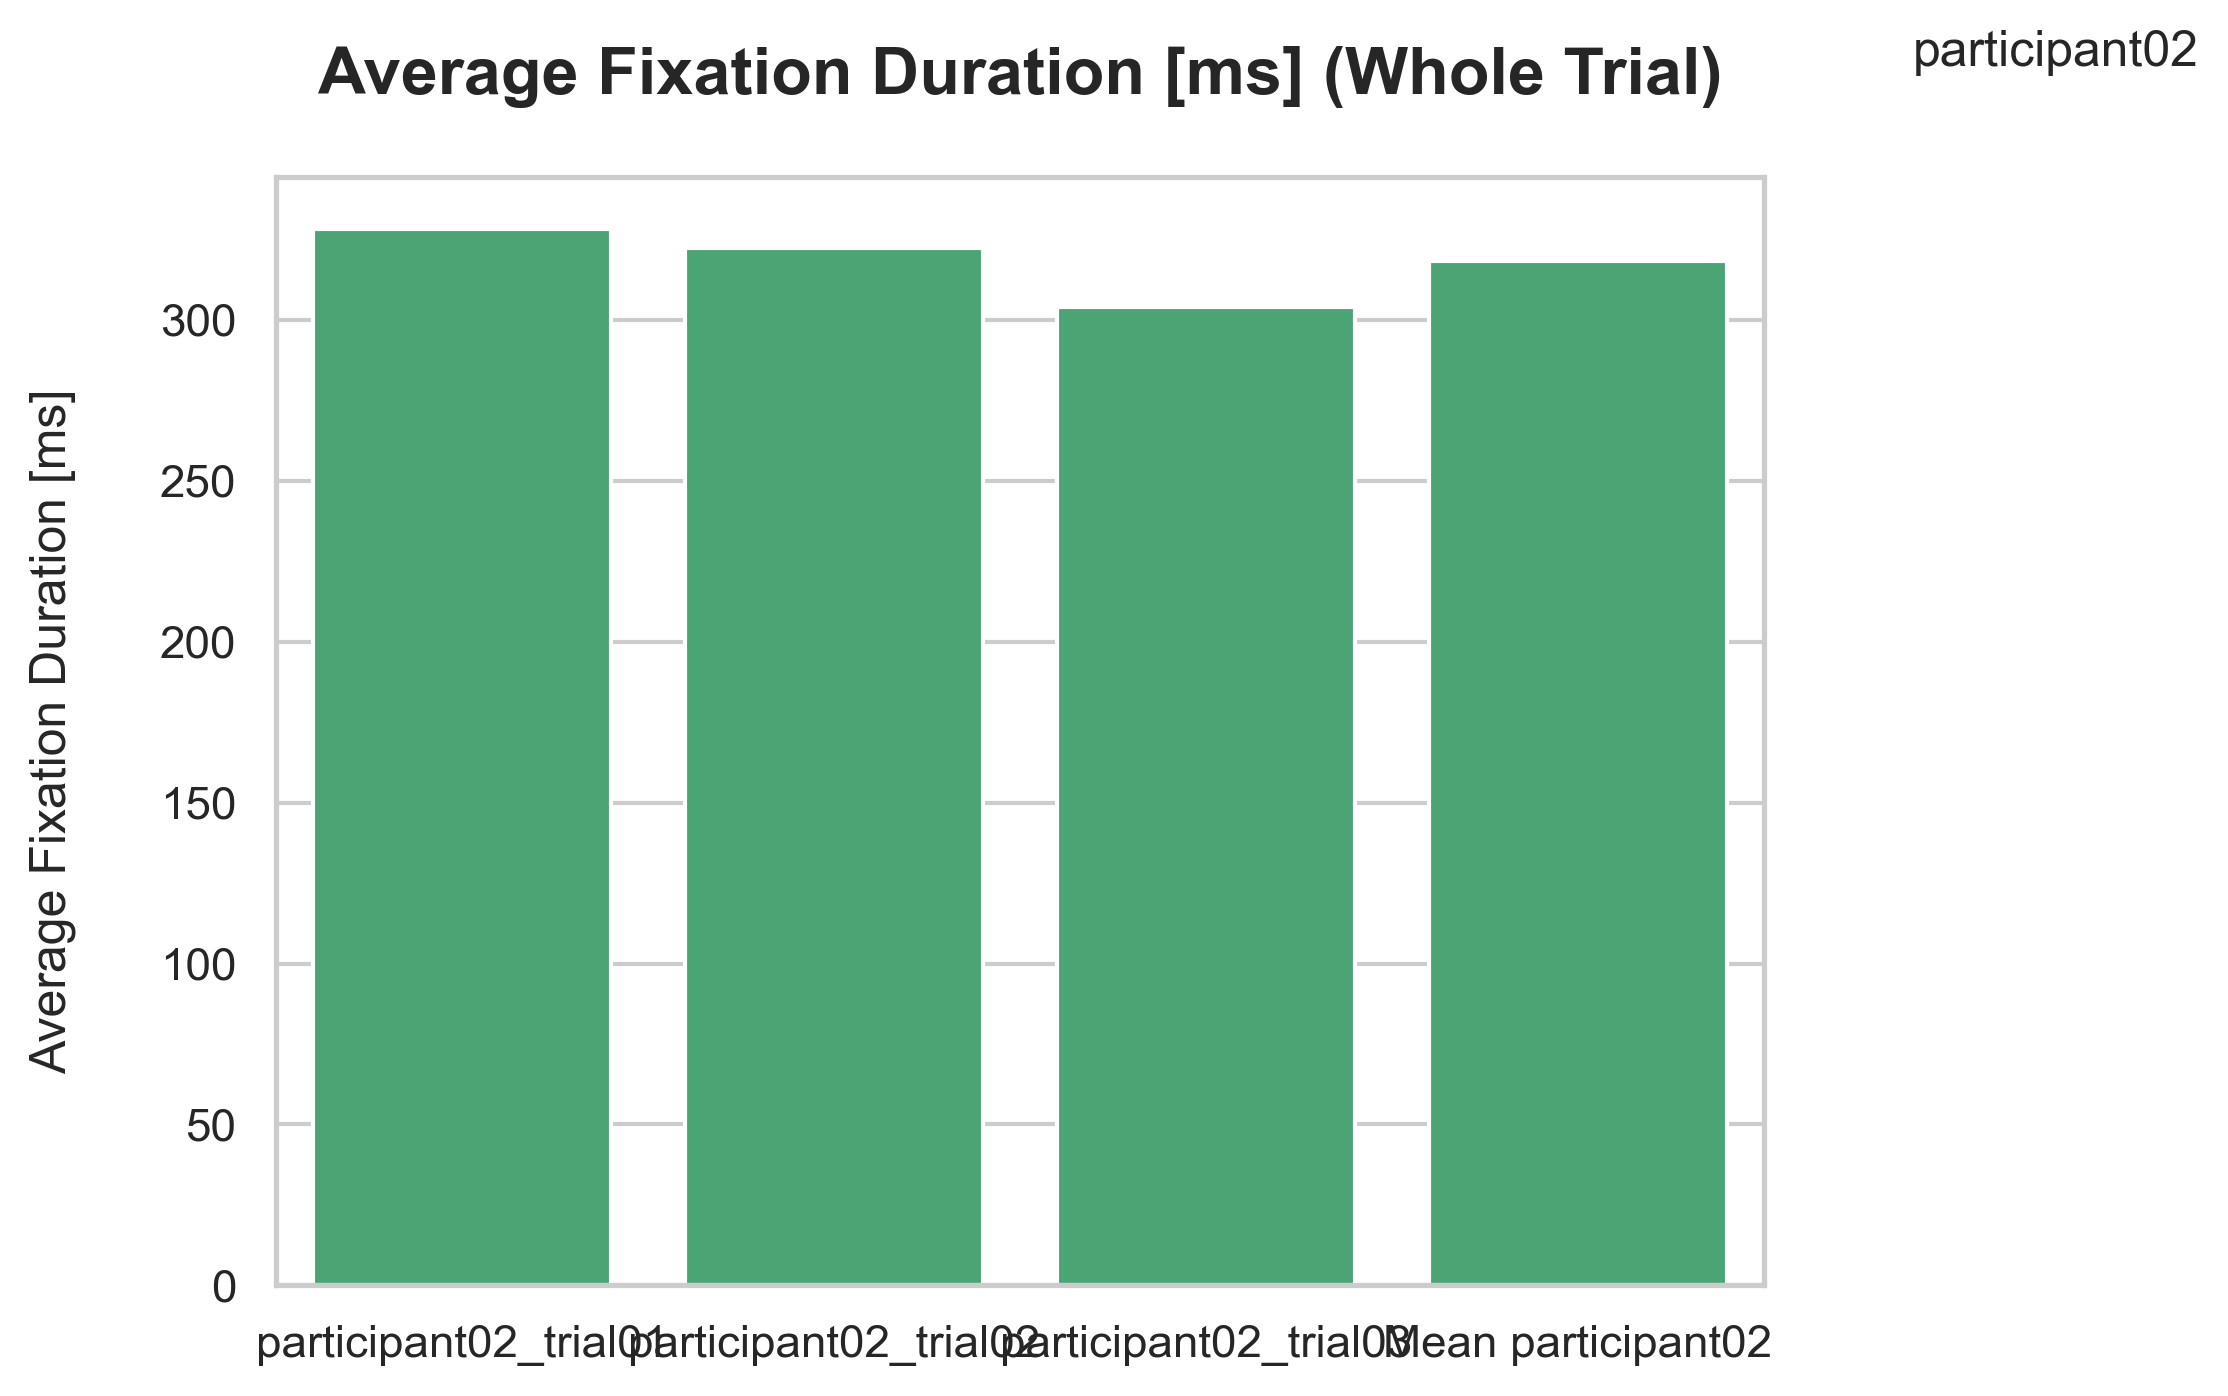 participant02
Average Fixation Duration [ms] (Whole Trial)
Average Fixation Duration [ms]
300
250
200
150
100
50
0
participant02_trial01
participant02_trial02
participant02_trial03
Mean participant02